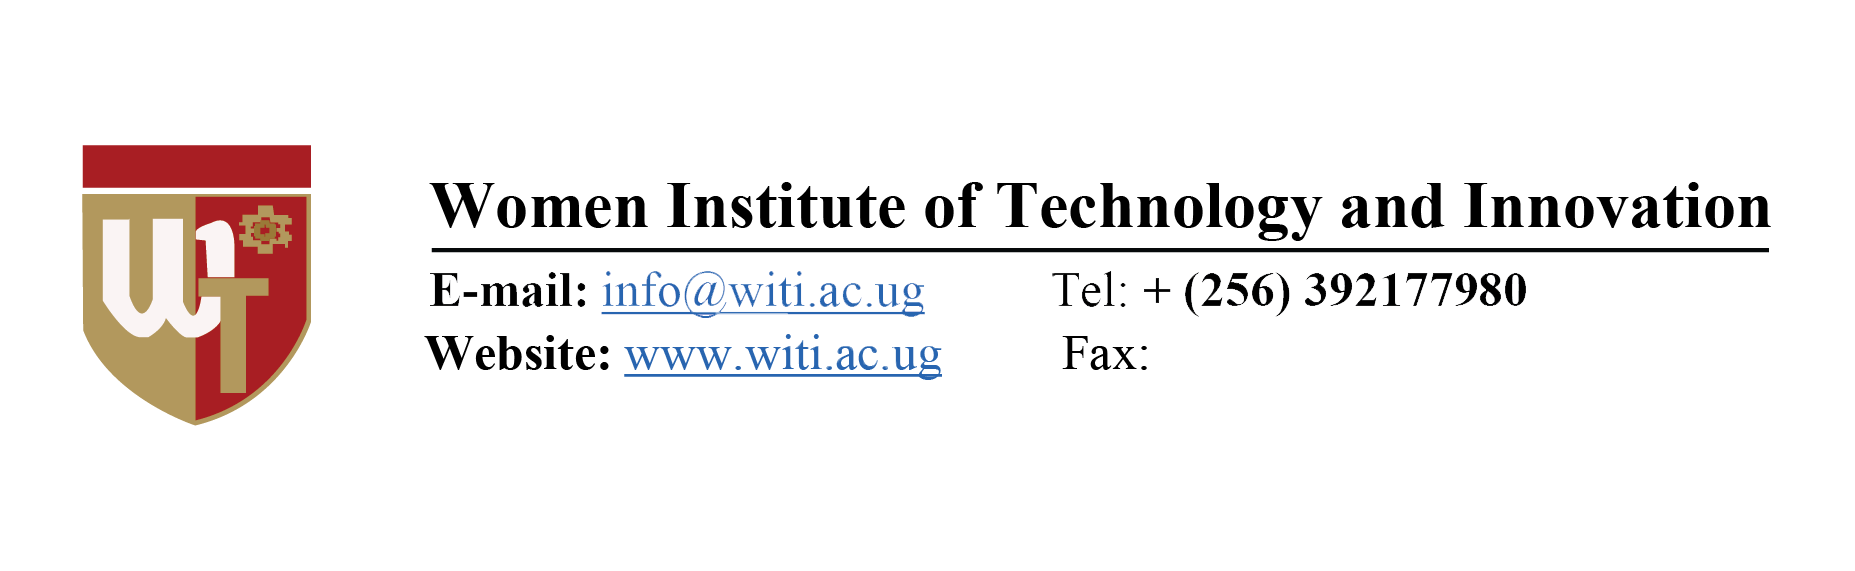 WIT
Women Institute of Technology and Innovation
E-mail: info@witi.ac.ug Tel: + (256) 392177980
Website: www.witi.ac.ug Fax: